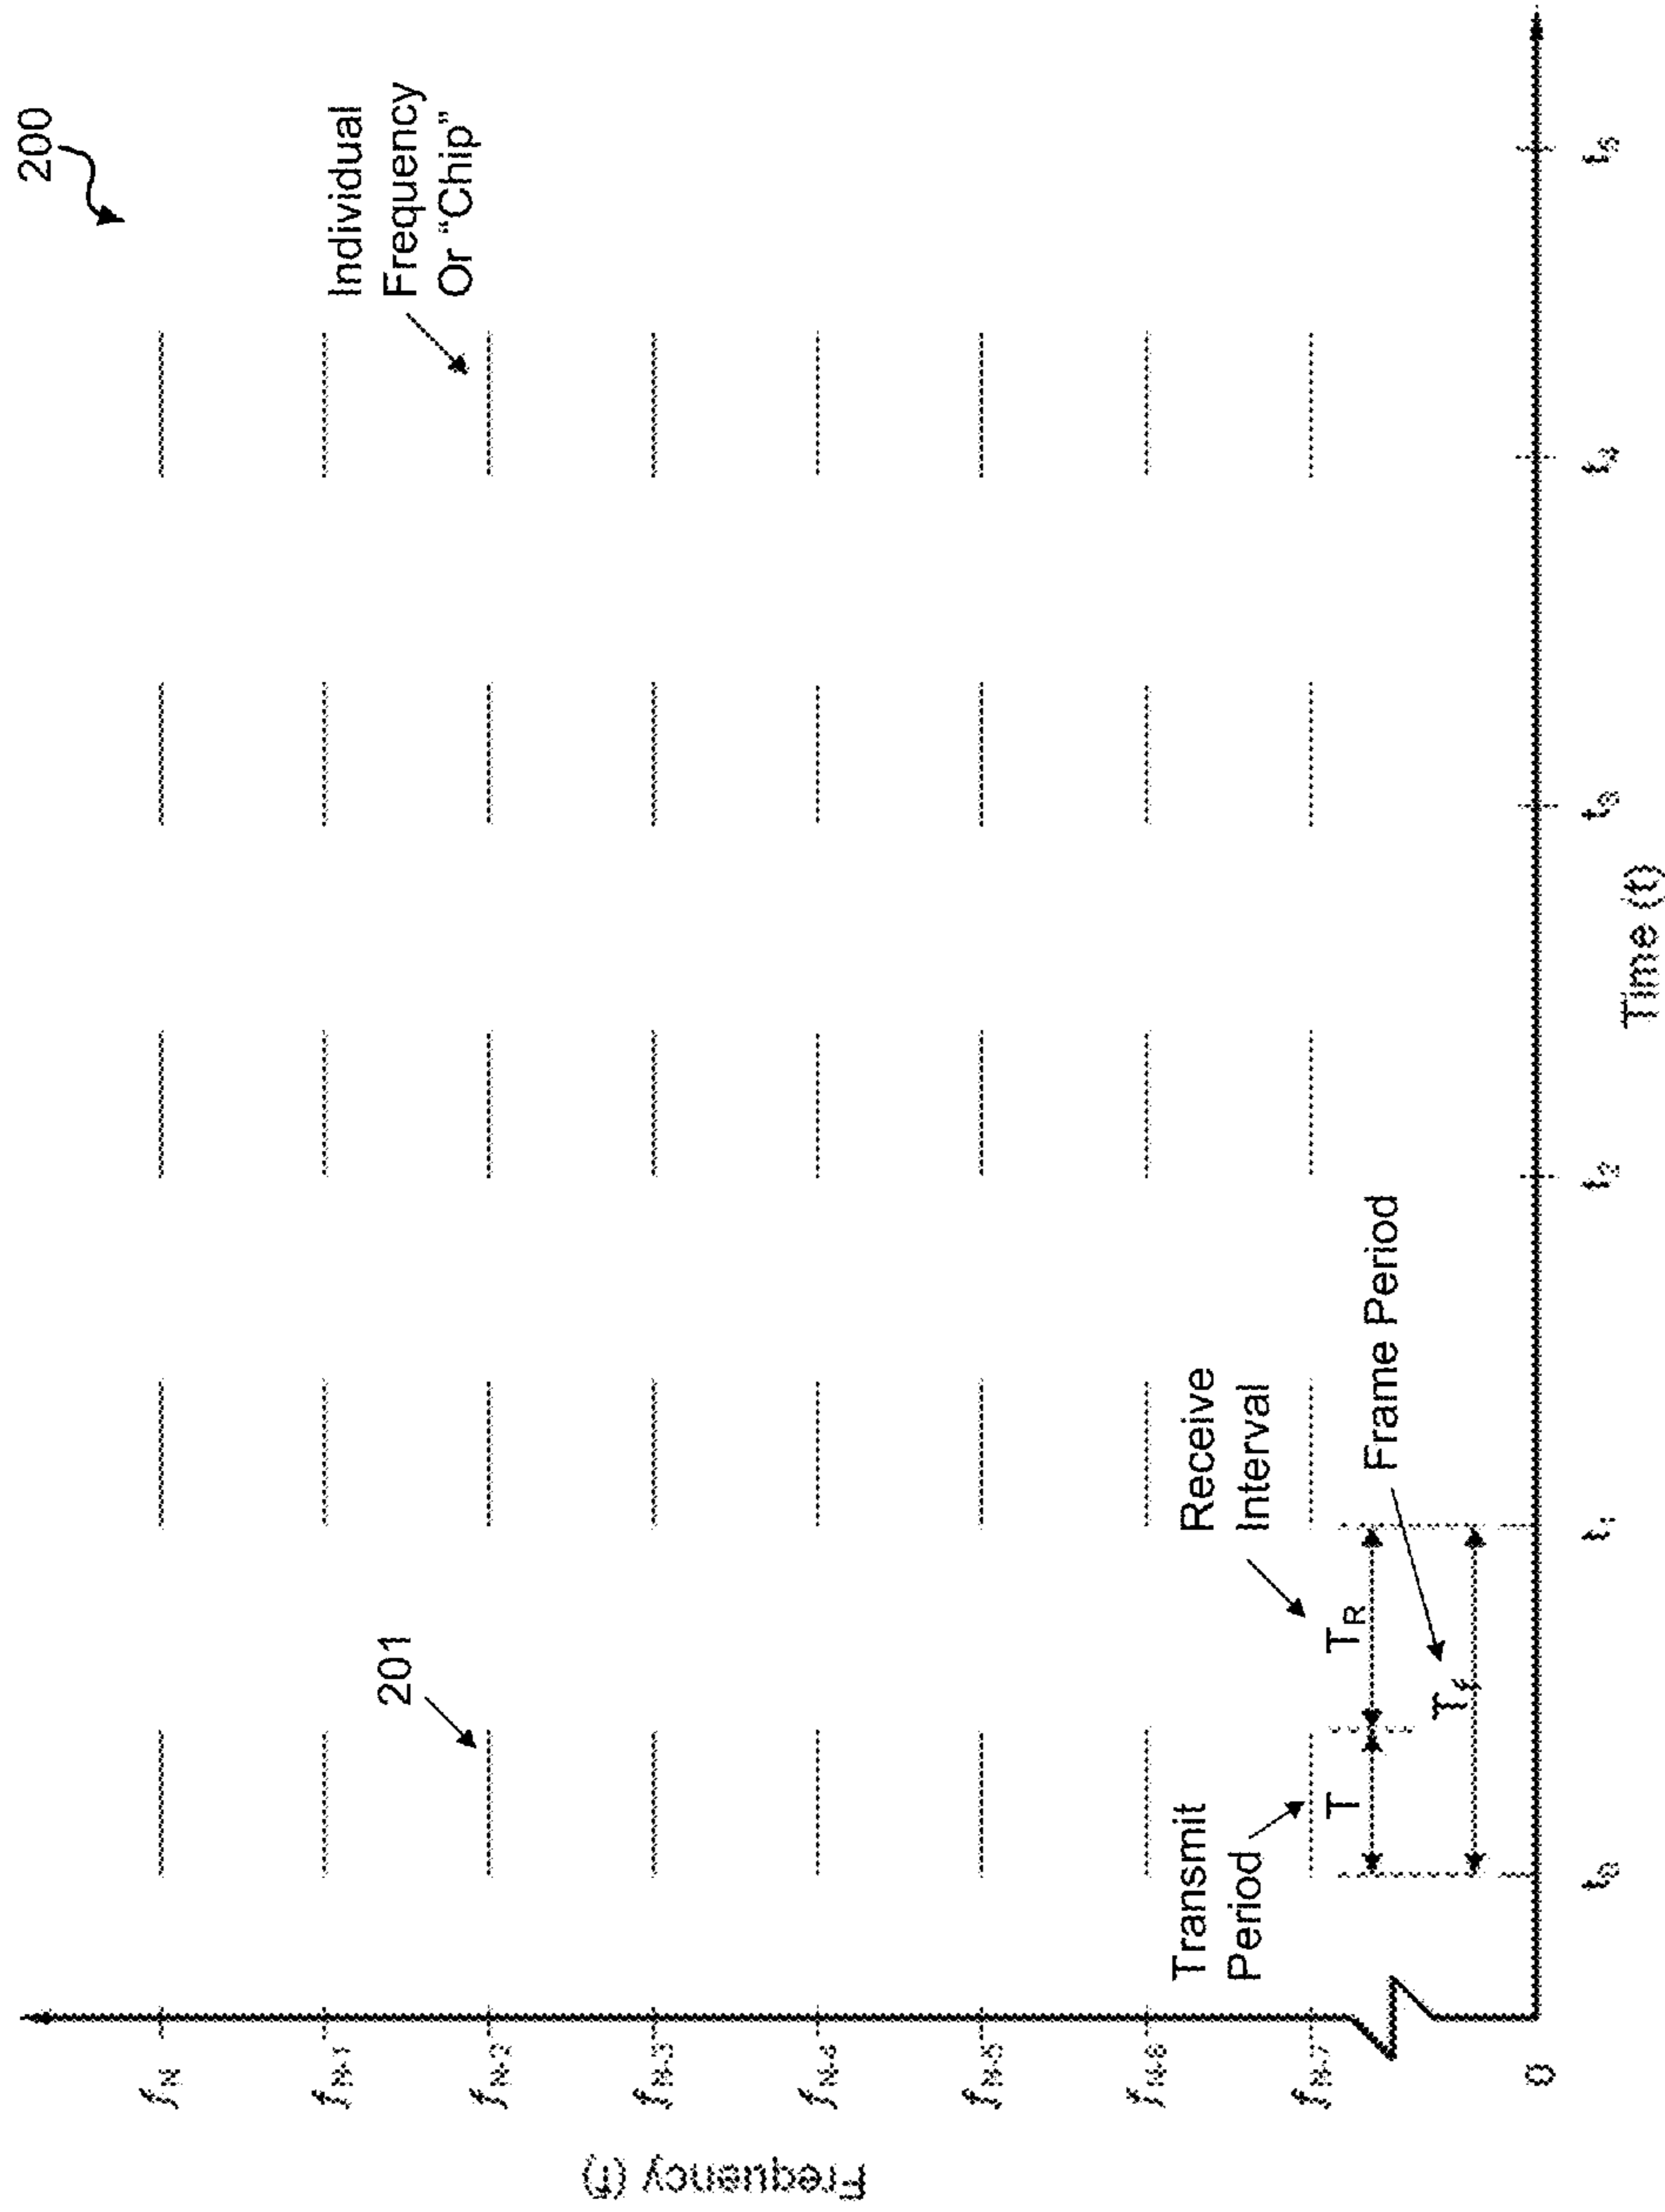 200
Individual
Frequency
Or "Chip"
201
Frequency (f)
f_N
f_N-1
f_N-2
f_N-3
f_N-4
f_N-5
f_N-6
f_N-7
Transmit
Period
Receive
Interval
T
T_R
T_f
Frame Period
0
t_0
t_1
t_2
t_3
t_4
t_5
Time (t)